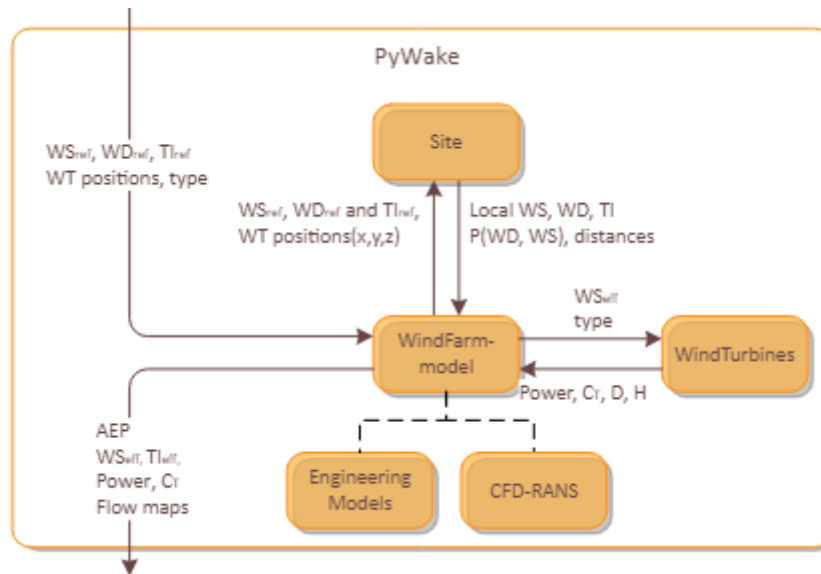 PyWake
Site
WSref, WDref, TIref
WT positions, type
WSref, WDref and TIref,
WT positions(x,y,z)
Local WS, WD, TI
P(WD, WS), distances
WSeff
type
WindFarm-
model
WindTurbines
Power, CT, D, H
AEP
WSeff, TIeff,
Power, CT
Flow maps
Engineering
Models
CFD-RANS